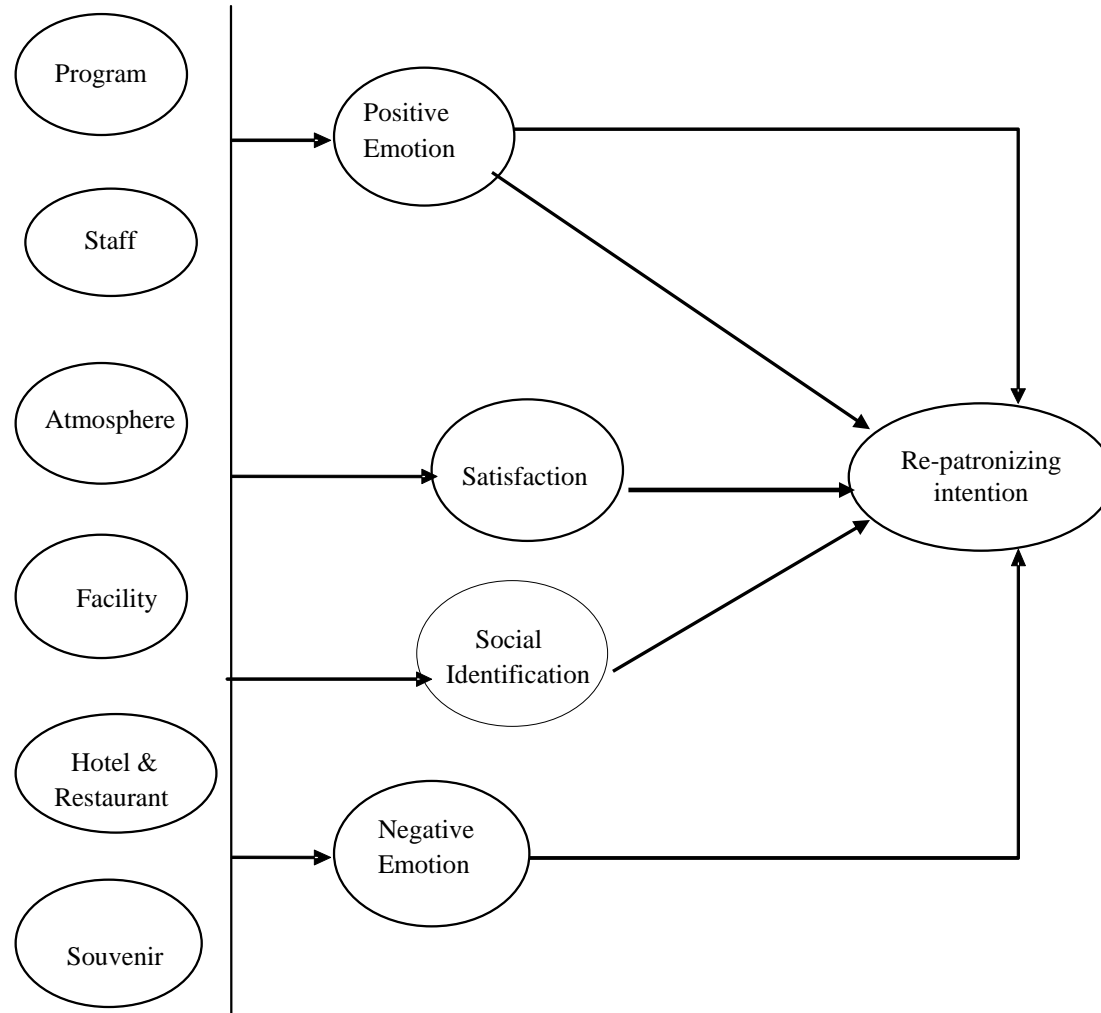 Program
Staff
Atmosphere
Facility
Hotel &
Restaurant
Souvenir
Positive
Emotion
Satisfaction
Social
Identification
Negative
Emotion
Re-patronizing
intention